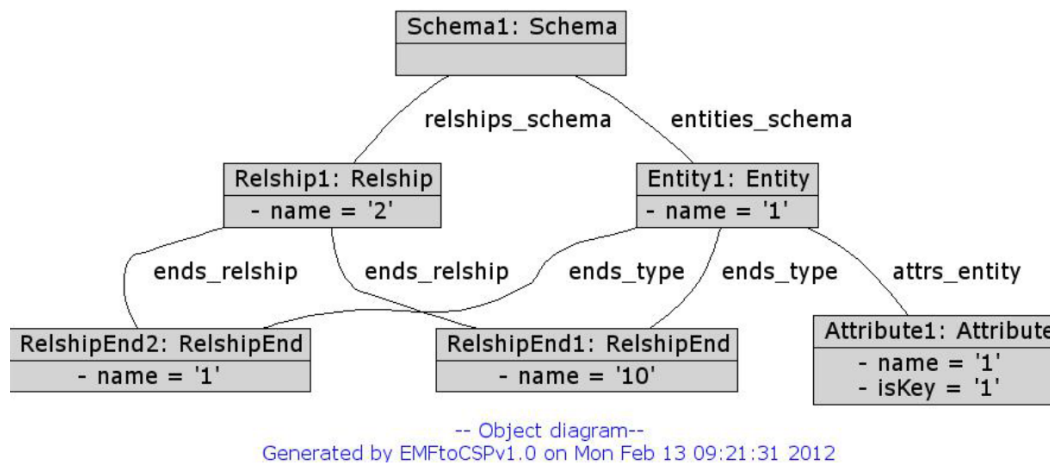 Schema1: Schema
relships_schema entities_schema
Relship1: Relship Entity1: Entity
- name = '2' - name = '1'
ends_relship ends_relship ends_type ends_type attrs_entity
RelshipEnd2: RelshipEnd RelshipEnd1: RelshipEnd Attribute1: Attribute
- name = '1' - name = '10' - name = '1'
- isKey = '1'
-- Object diagram--
Generated by EMFtoCSPv1.0 on Mon Feb 13 09:21:31 2012